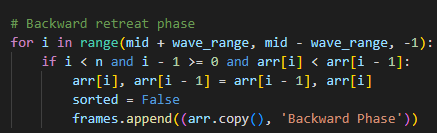 # Backward retreat phase
for i in range(mid + wave_range, mid - wave_range, -1):
    if i < n and i - 1 >= 0 and arr[i] < arr[i - 1]:
        arr[i], arr[i - 1] = arr[i - 1], arr[i]
        sorted = False
        frames.append((arr.copy(), 'Backward Phase'))